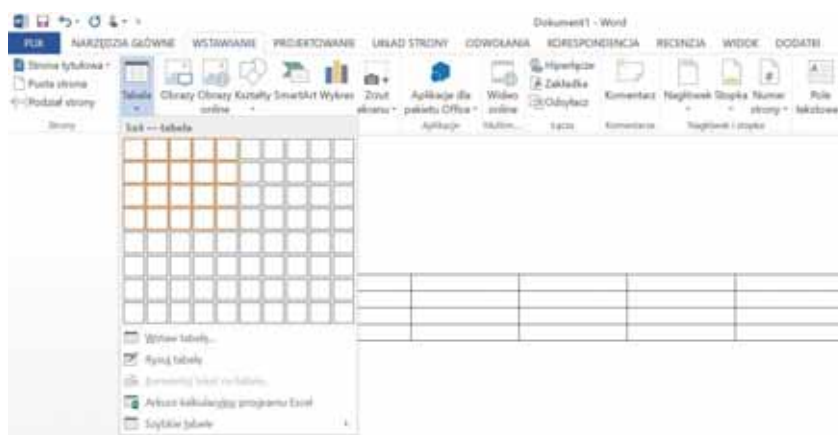 Dokument1 - Word
PLIK NARZĘDZIA GŁÓWNE WSTAWIANIE PROJEKTOWANIE UKŁAD STRONY ODWOŁANIA KORESPONDENCJA RECENZJA WIDOK DODATKI
Strona tytułowa
Pusta strona
Podział strony
Strony
Tabela
Obrazy
Obrazy online
Kształty
SmartArt
Wykres
Zrzut ekranu
Aplikacje dla pakietu Office
Aplikacje
Wideo online
Multim...
Hiperłącze
Zakładka
Odsyłacz
Łącza
Komentarz
Komentarze
Nagłówek
Stopka
Numer strony
Nagłówek i stopka
Pole tekstowe
5x4 — tabela
Wstaw tabelę...
Rysuj tabelę
Konwertuj tekst na tabelę...
Arkusz kalkulacyjny programu Excel
Szybkie tabele